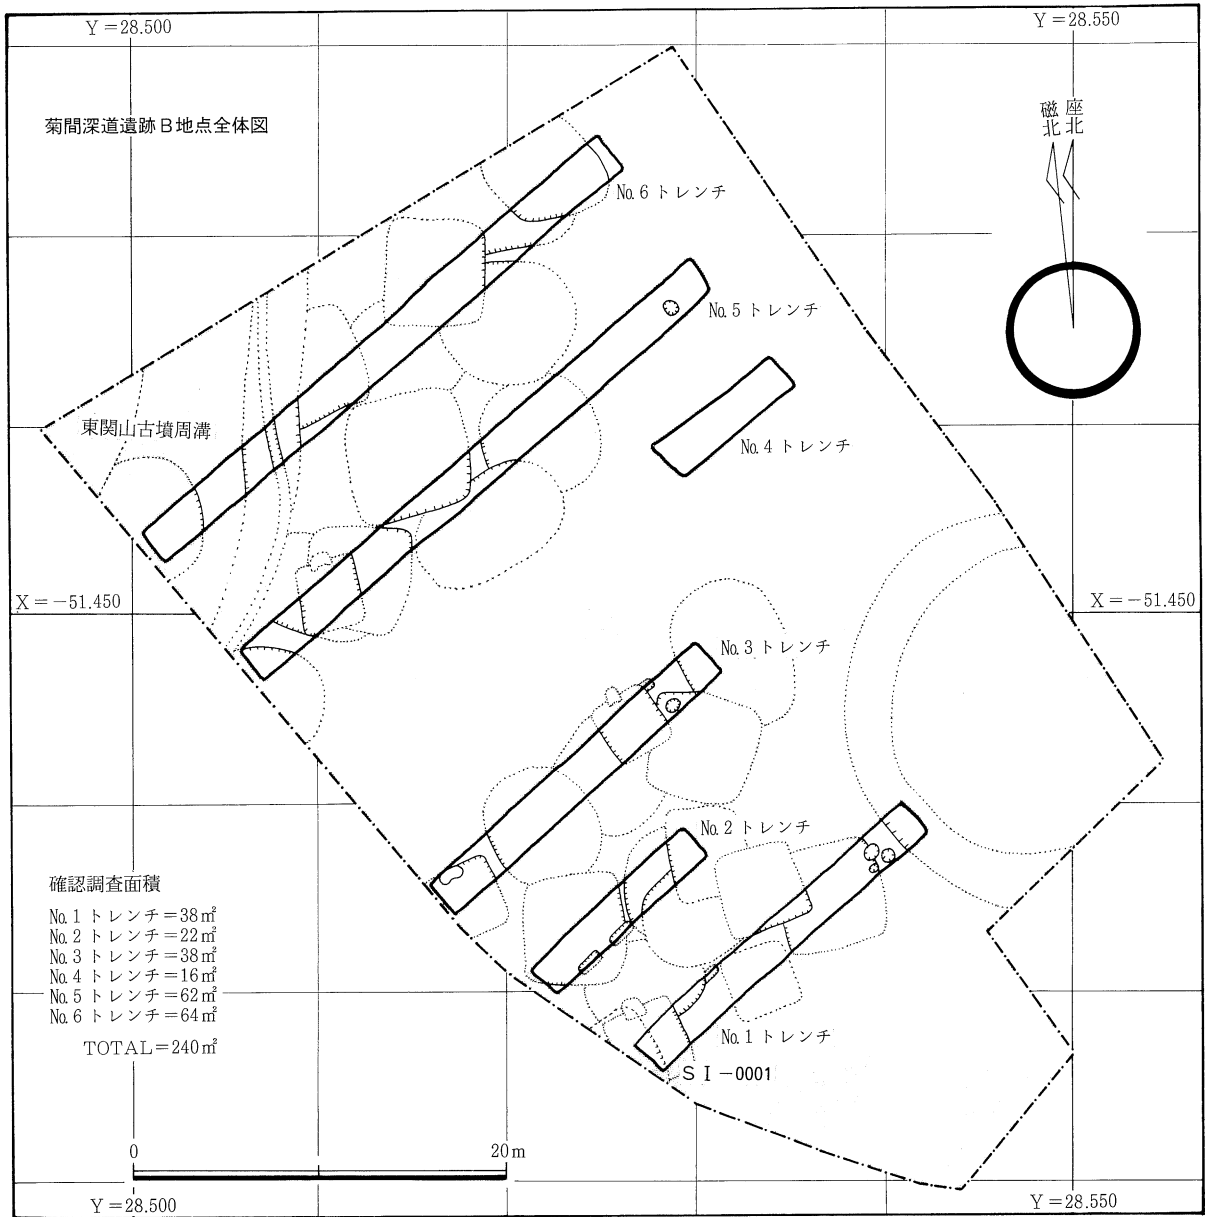 Y＝28.500
Y＝28.550
菊間深道遺跡B地点全体図
磁北
座北
No.6 トレンチ
No.5 トレンチ
東関山古墳周溝
No.4 トレンチ
X＝−51.450
X＝−51.450
No.3 トレンチ
No.2 トレンチ
確認調査面積
No.1 トレンチ＝38㎡
No.2 トレンチ＝22㎡
No.3 トレンチ＝38㎡
No.4 トレンチ＝16㎡
No.5 トレンチ＝62㎡
No.6 トレンチ＝64㎡
TOTAL＝240㎡
No.1 トレンチ
SI−0001
0
20m
Y＝28.500
Y＝28.550